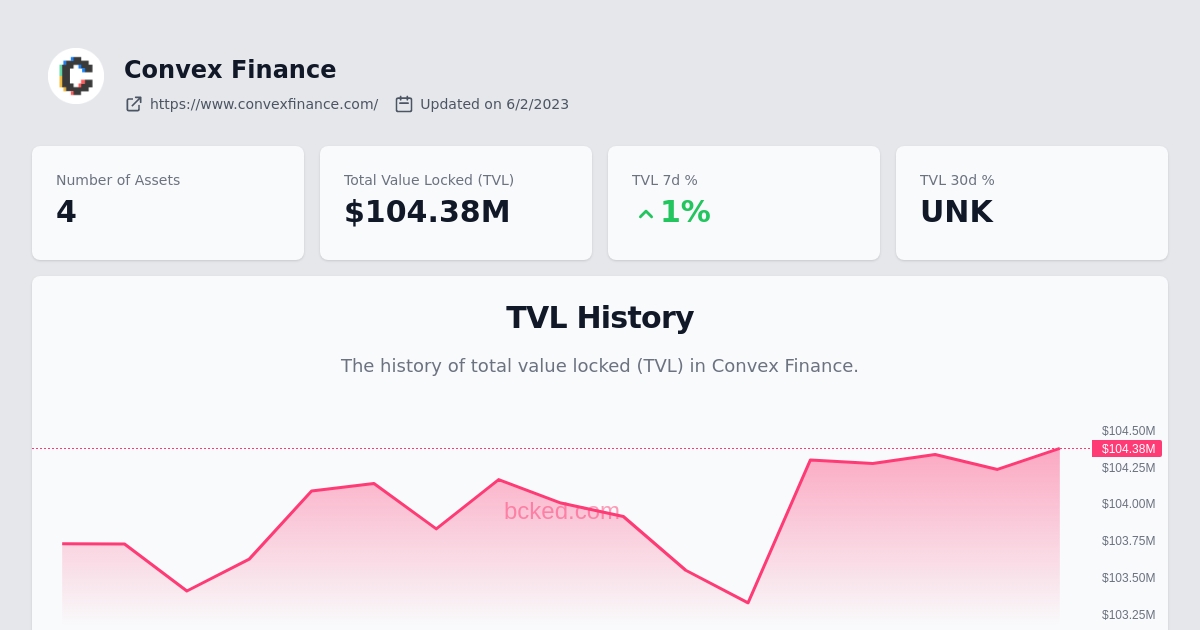 Convex Finance
https://www.convexfinance.com/ Updated on 6/2/2023
Number of Assets
4
Total Value Locked (TVL)
$104.38M
TVL 7d %
1%
TVL 30d %
UNK
TVL History
The history of total value locked (TVL) in Convex Finance.
$104.50M
$104.38M
$104.25M
$104.00M
bcked.com
$103.75M
$103.50M
$103.25M